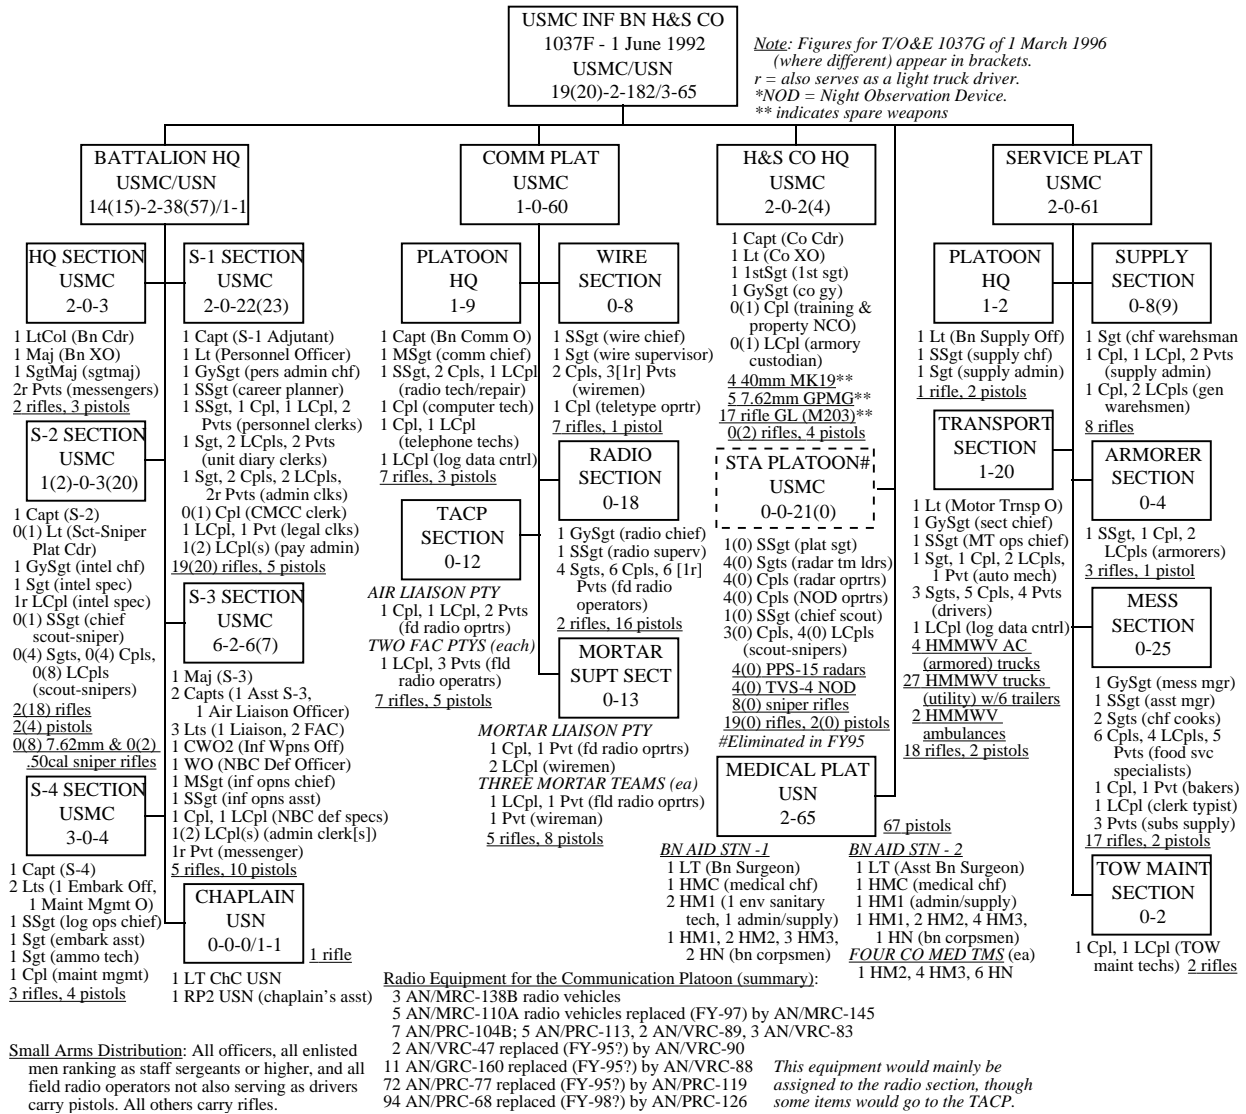 USMC INF BN H&S CO
1037F - 1 June 1992
USMC/USN
19(20)-2-182/3-65
Note: Figures for T/O&E 1037G of 1 March 1996
(where different) appear in brackets.
r = also serves as a light truck driver.
*NOD = Night Observation Device.
** indicates spare weapons
BATTALION HQ
USMC/USN
14(15)-2-38(57)/1-1
HQ SECTION
USMC
2-0-3
1 LtCol (Bn Cdr)
1 Maj (Bn XO)
1 SgtMaj (sgtmaj)
2r Pvts (messengers)
2 rifles, 3 pistols
S-2 SECTION
USMC
1(2)-0-3(20)
1 Capt (S-2)
0(1) Lt (Sct-Sniper
Plat Cdr)
1 GySgt (intel chf)
1 Sgt (intel spec)
1r LCpl (intel spec)
0(1) SSgt (chief
scout-sniper)
0(4) Sgts, 0(4) Cpls,
0(8) LCpls
(scout-snipers)
2(18) rifles
2(4) pistols
0(8) 7.62mm & 0(2)
.50cal sniper rifles
S-4 SECTION
USMC
3-0-4
1 Capt (S-4)
2 Lts (1 Embark Off,
1 Maint Mgmt O)
1 SSgt (log ops chief)
1 Sgt (embark asst)
1 Sgt (ammo tech)
1 Cpl (maint mgmt)
3 rifles, 4 pistols
S-1 SECTION
USMC
2-0-22(23)
1 Capt (S-1 Adjutant)
1 Lt (Personnel Officer)
1 GySgt (pers admin chf)
1 SSgt (career planner)
1 SSgt, 1 Cpl, 1 LCpl, 2
Pvts (personnel clerks)
1 Sgt, 2 LCpls, 2 Pvts
(unit diary clerks)
1 Sgt, 2 Cpls, 2 LCpls,
2r Pvts (admin clks)
0(1) Cpl (CMCC clerk)
1 LCpl, 1 Pvt (legal clks)
1(2) LCpl(s) (pay admin)
19(20) rifles, 5 pistols
S-3 SECTION
USMC
6-2-6(7)
1 Maj (S-3)
2 Capts (1 Asst S-3,
1 Air Liaison Officer)
3 Lts (1 Liaison, 2 FAC)
1 CWO2 (Inf Wpns Off)
1 WO (NBC Def Officer)
1 MSgt (inf opns chief)
1 SSgt (inf opns asst)
1 Cpl, 1 LCpl (NBC def specs)
1(2) LCpl(s) (admin clerk[s])
1r Pvt (messenger)
5 rifles, 10 pistols
CHAPLAIN
USN
0-0-0/1-1
1 rifle
1 LT ChC USN
1 RP2 USN (chaplain's asst)
COMM PLAT
USMC
1-0-60
PLATOON
HQ
1-9
1 Capt (Bn Comm O)
1 MSgt (comm chief)
1 SSgt, 2 Cpls, 1 LCpl
(radio tech/repair)
1 Cpl (computer tech)
1 Cpl, 1 LCpl
(telephone techs)
1 LCpl (log data cntrl)
7 rifles, 3 pistols
TACP
SECTION
0-12
AIR LIAISON PTY
1 Cpl, 1 LCpl, 2 Pvts
(fd radio oprtrs)
TWO FAC PTYS (each)
1 LCpl, 3 Pvts (fld
radio operatrs)
7 rifles, 5 pistols
WIRE
SECTION
0-8
1 SSgt (wire chief)
1 Sgt (wire supervisor)
2 Cpls, 3[1r] Pvts
(wiremen)
1 Cpl (teletype oprtr)
7 rifles, 1 pistol
RADIO
SECTION
0-18
1 GySgt (radio chief)
1 SSgt (radio superv)
4 Sgts, 6 Cpls, 6 [1r]
Pvts (fd radio
operators)
2 rifles, 16 pistols
MORTAR
SUPT SECT
0-13
MORTAR LIAISON PTY
1 Cpl, 1 Pvt (fd radio oprtrs)
2 LCpl (wiremen)
THREE MORTAR TEAMS (ea)
1 LCpl, 1 Pvt (fld radio oprtrs)
1 Pvt (wireman)
5 rifles, 8 pistols
H&S CO HQ
USMC
2-0-2(4)
1 Capt (Co Cdr)
1 Lt (Co XO)
1 1stSgt (1st sgt)
1 GySgt (co gy)
0(1) Cpl (training &
property NCO)
0(1) LCpl (armory
custodian)
4 40mm MK19**
5 7.62mm GPMG**
17 rifle GL (M203)**
0(2) rifles, 4 pistols
STA PLATOON#
USMC
0-0-21(0)
1(0) SSgt (plat sgt)
4(0) Sgts (radar tm ldrs)
4(0) Cpls (radar oprtrs)
4(0) Cpls (NOD oprtrs)
1(0) SSgt (chief scout)
3(0) Cpls, 4(0) LCpls
(scout-snipers)
4(0) PPS-15 radars
4(0) TVS-4 NOD
8(0) sniper rifles
19(0) rifles, 2(0) pistols
#Eliminated in FY95
MEDICAL PLAT
USN
2-65
67 pistols
BN AID STN -1
1 LT (Bn Surgeon)
1 HMC (medical chf)
2 HM1 (1 env sanitary
tech, 1 admin/supply)
1 HM1, 2 HM2, 3 HM3,
2 HN (bn corpsmen)
BN AID STN - 2
1 LT (Asst Bn Surgeon)
1 HMC (medical chf)
1 HM1 (admin/supply)
1 HM1, 2 HM2, 4 HM3,
1 HN (bn corpsmen)
FOUR CO MED TMS (ea)
1 HM2, 4 HM3, 6 HN
SERVICE PLAT
USMC
2-0-61
PLATOON
HQ
1-2
1 Lt (Bn Supply Off)
1 SSgt (supply chf)
1 Sgt (supply admin)
1 rifle, 2 pistols
TRANSPORT
SECTION
1-20
1 Lt (Motor Trnsp O)
1 GySgt (sect chief)
1 SSgt (MT ops chief)
1 Sgt, 1 Cpl, 2 LCpls,
1 Pvt (auto mech)
3 Sgts, 5 Cpls, 4 Pvts
(drivers)
1 LCpl (log data cntrl)
4 HMMWV AC
(armored) trucks
27 HMMWV trucks
(utility) w/6 trailers
2 HMMWV
ambulances
18 rifles, 2 pistols
SUPPLY
SECTION
0-8(9)
1 Sgt (chf warehsman
1 Cpl, 1 LCpl, 2 Pvts
(supply admin)
1 Cpl, 2 LCpls (gen
warehsmen)
8 rifles
ARMORER
SECTION
0-4
1 SSgt, 1 Cpl, 2
LCpls (armorers)
3 rifles, 1 pistol
MESS
SECTION
0-25
1 GySgt (mess mgr)
1 SSgt (asst mgr)
2 Sgts (chf cooks)
6 Cpls, 4 LCpls, 5
Pvts (food svc
specialists)
1 Cpl, 1 Pvt (bakers)
1 LCpl (clerk typist)
3 Pvts (subs supply)
17 rifles, 2 pistols
TOW MAINT
SECTION
0-2
1 Cpl, 1 LCpl (TOW
maint techs) 2 rifles
Small Arms Distribution: All officers, all enlisted
men ranking as staff sergeants or higher, and all
field radio operators not also serving as drivers
carry pistols. All others carry rifles.
Radio Equipment for the Communication Platoon (summary):
3 AN/MRC-138B radio vehicles
5 AN/MRC-110A radio vehicles replaced (FY-97) by AN/MRC-145
7 AN/PRC-104B; 5 AN/PRC-113, 2 AN/VRC-89, 3 AN/VRC-83
2 AN/VRC-47 replaced (FY-95?) by AN/VRC-90
11 AN/GRC-160 replaced (FY-95?) by AN/VRC-88
72 AN/PRC-77 replaced (FY-95?) by AN/PRC-119
94 AN/PRC-68 replaced (FY-98?) by AN/PRC-126
This equipment would mainly be
assigned to the radio section, though
some items would go to the TACP.